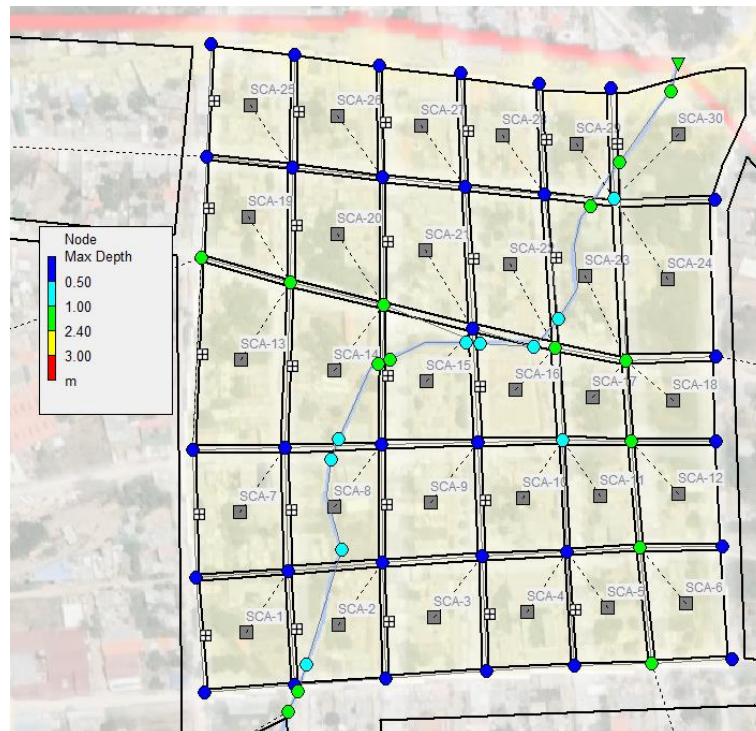 SCA-25
SCA-26
SCA-27
SCA-28
SCA-29
SCA-30
SCA-19
SCA-20
SCA-21
SCA-22
SCA-23
SCA-24
Node
Max Depth
0.50
1.00
2.40
3.00
m
SCA-13
SCA-14
SCA-15
SCA-16
SCA-17
SCA-18
SCA-7
SCA-8
SCA-9
SCA-10
SCA-11
SCA-12
SCA-1
SCA-2
SCA-3
SCA-4
SCA-5
SCA-6